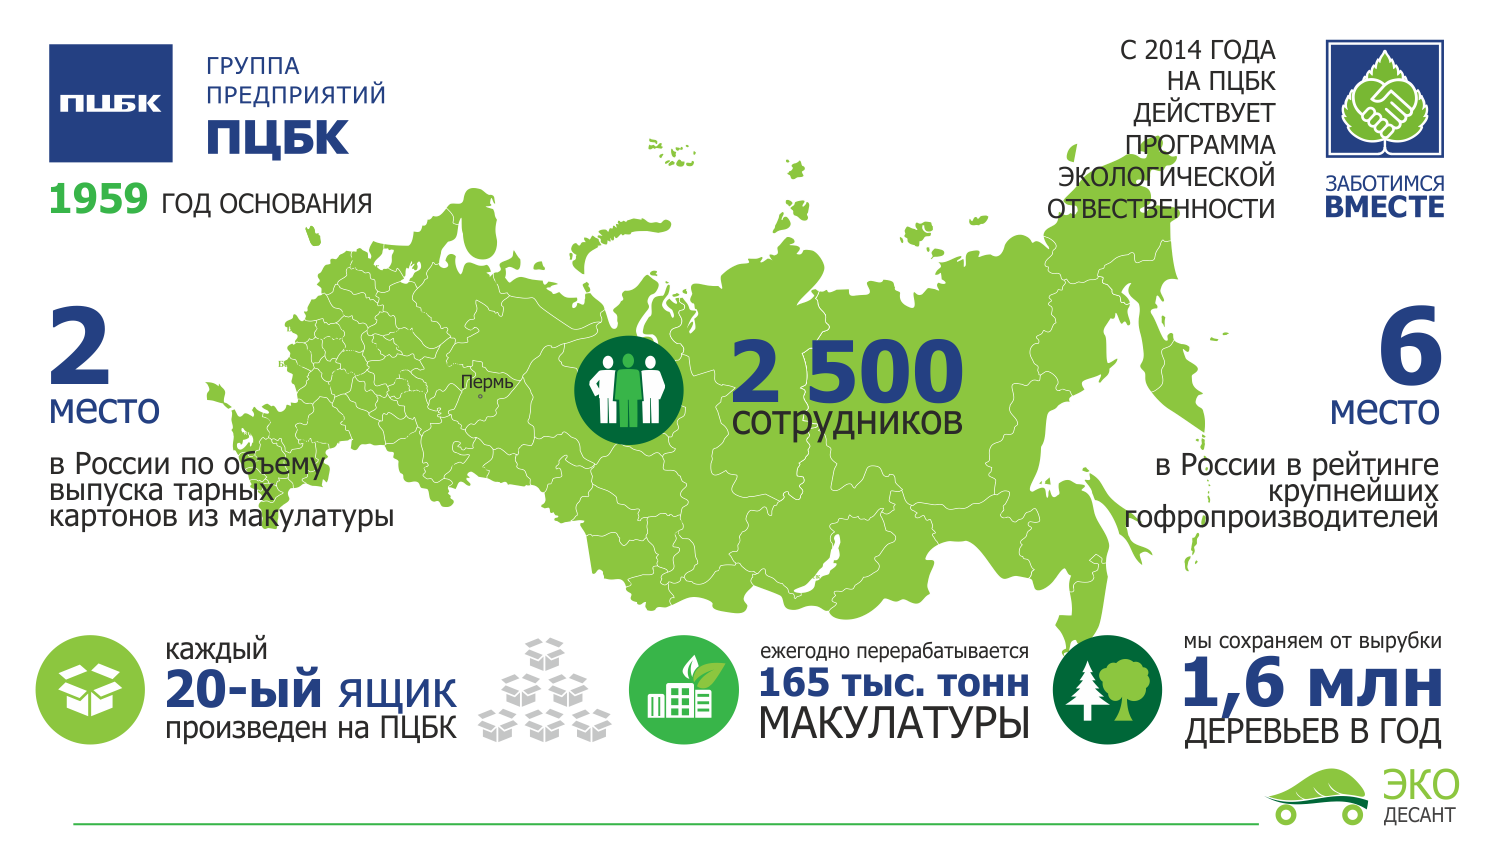 ПЦБК
ГРУППА
ПРЕДПРИЯТИЙ
ПЦБК
1959 ГОД ОСНОВАНИЯ
С 2014 ГОДА
НА ПЦБК
ДЕЙСТВУЕТ
ПРОГРАММА
ЭКОЛОГИЧЕСКОЙ
ОТВЕСТВЕННОСТИ
ЗАБОТИМСЯ
ВМЕСТЕ
2
место
в России по объему
выпуска тарных
картонов из макулатуры
Пермь
2 500
сотрудников
6
место
в России в рейтинге
крупнейших
гофропроизводителей
каждый
20-ый ящик
произведен на ПЦБК
ежегодно перерабатывается
165 тыс. тонн
МАКУЛАТУРЫ
мы сохраняем от вырубки
1,6 млн
ДЕРЕВЬЕВ В ГОД
ЭКО
ДЕСАНТ